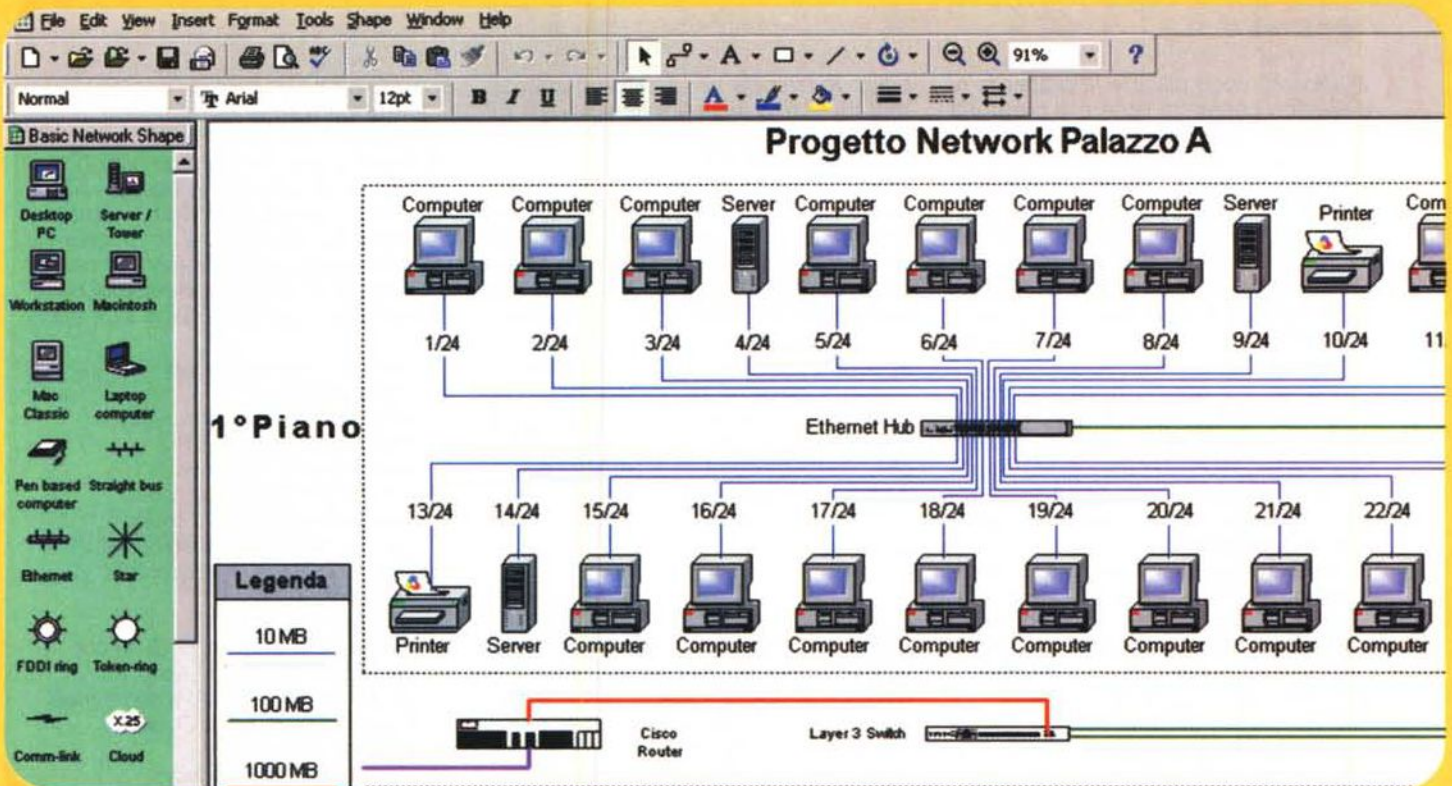 File Edit View Insert Format Tools Shape Window Help
91%
?
Normal
Arial
12pt
B I U
A
Basic Network Shape
Desktop PC
Server / Tower
Workstation
Macintosh
Mac Classic
Laptop computer
Pen based computer
Straight bus
Ethernet
Star
FDDI ring
Token-ring
Comm-link
X.25
Cloud
Progetto Network Palazzo A
Computer Computer Computer Server Computer Computer Computer Computer Server Printer Com
1/24 2/24 3/24 4/24 5/24 6/24 7/24 8/24 9/24 10/24 11
1°Piano
Ethernet Hub
13/24 14/24 15/24 16/24 17/24 18/24 19/24 20/24 21/24 22/24
Printer Server Computer Computer Computer Computer Computer Computer Computer Computer
Legenda
10 MB
100 MB
1000 MB
Cisco Router
Layer 3 Switch